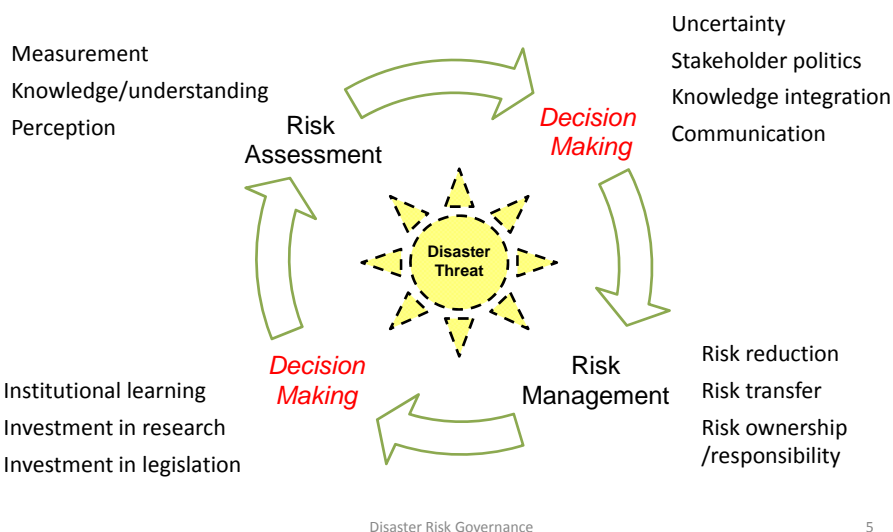 Measurement
Knowledge/understanding
Perception
Risk
Assessment
Uncertainty
Stakeholder politics
Knowledge integration
Communication
Decision
Making
Disaster
Threat
Institutional learning
Investment in research
Investment in legislation
Decision
Making
Risk
Management
Risk reduction
Risk transfer
Risk ownership
/responsibility
Disaster Risk Governance
5